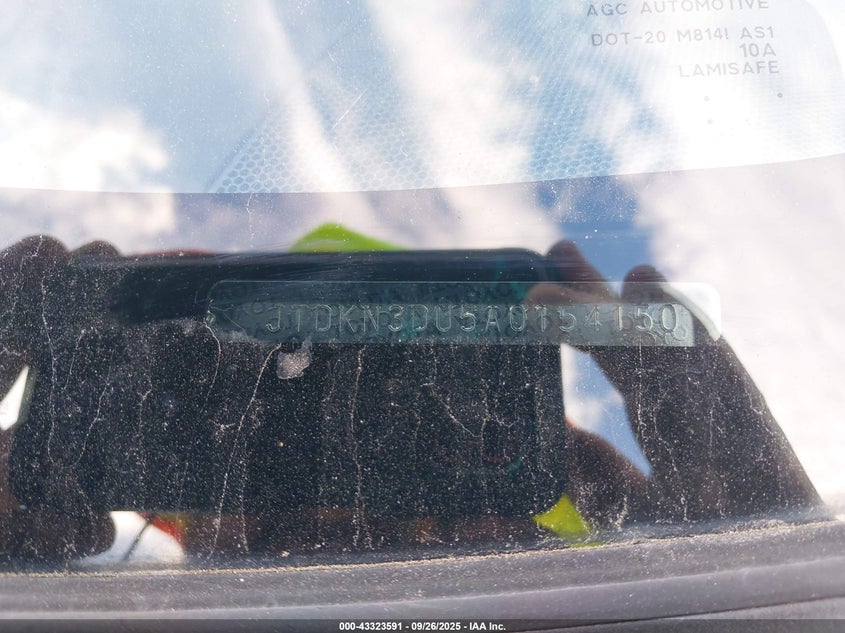 AGC AUTOMOTIVE
DOT-20 M814I AS1
10A
LAMISAFE
JTDKN3DU5A0154150
000-43323591 - 09/26/2025 - IAA Inc.